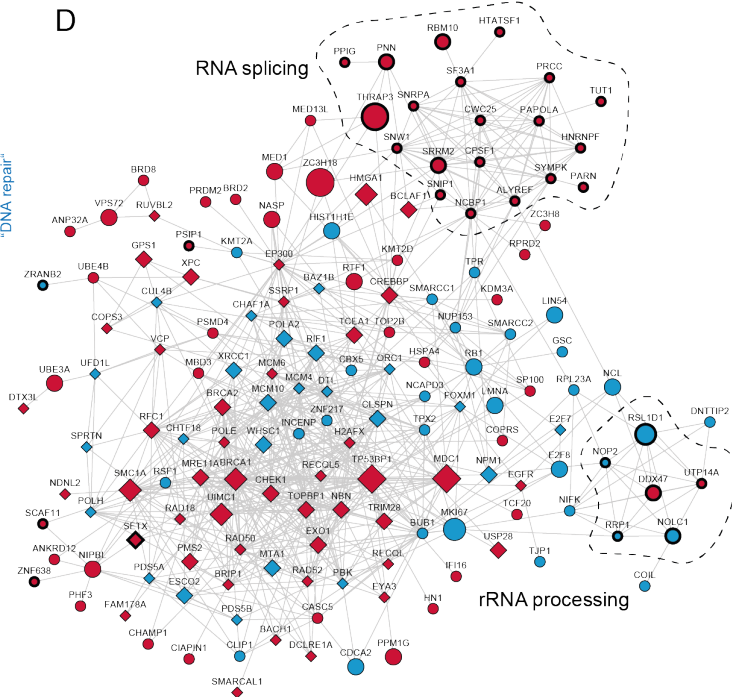 D
HTATSF1
RBM10
PPIG
PNN
RNA splicing
SF3A1
PRCC
THRAP3
SNRPA
TUT1
MED13L
CWC25
PAPOLA
SNW1
HNRNPF
SRRM2
CPSF1
MED1
ZC3H18
HMGA1
SYMPK
"DNA repair"
BRD8
SNIP1
ALYREF
PARN
PRDM2
BRD2
BCLAF1
VPS72
RUVBL2
NCBP1
NASP
HIST1H1E
ANP32A
ZC3H8
PSIP1
KMT2A
KMT2D
GPS1
EP300
RPRD2
UBE4B
XPC
BAZ1B
RTF1
CREBBP
TPR
ZRANB2
CUL4B
SSRP1
SMARCC1
KDM3A
CHAF1A
LIN54
COPS3
PSMD4
POLA2
RIF1
TCEA1
TOP2B
NUP153
SMARCC2
VCP
GSC
UFD1L
MBD3
XRCC1
MCM6
CBX5
ORC1
HSPA4
RB1
UBE3A
MCM4
DTL
SP100
RPL23A
NCL
DTX3L
BRCA2
MCM10
NCAPD3
FOXM1
LMNA
CLSPN
ZNF217
RSL1D1
RFC1
INCENP
TPX2
E2F7
DNTTIP2
CHTF18
POLE
WHSC1
H2AFX
COPRS
SPRTN
NOP2
MRE11A
BRCA1
RECQL5
TP53BP1
MDC1
NPM1
E2F8
NDNL2
SMC1A
RSF1
CHEK1
EGFR
DDX47
UTP14A
POLH
UIMC1
TOPBP1
NBN
TRIM28
MKI67
TCF20
NIFK
SCAF11
RAD18
BUB1
RRP1
NOLC1
SETX
EXO1
RAD50
USP28
ANKRD12
NIPBL
PMS2
MTA1
RECQL
TJP1
ZNF638
PDS5A
RAD52
PBK
IFI16
COIL
ESCO2
BRIP1
EYA3
PHF3
HN1
rRNA processing
FAM178A
PDS5B
CASC5
CHAMP1
BACH1
CIAPIN1
CLIP1
DCLRE1A
CDCA2
PPM1G
SMARCAL1